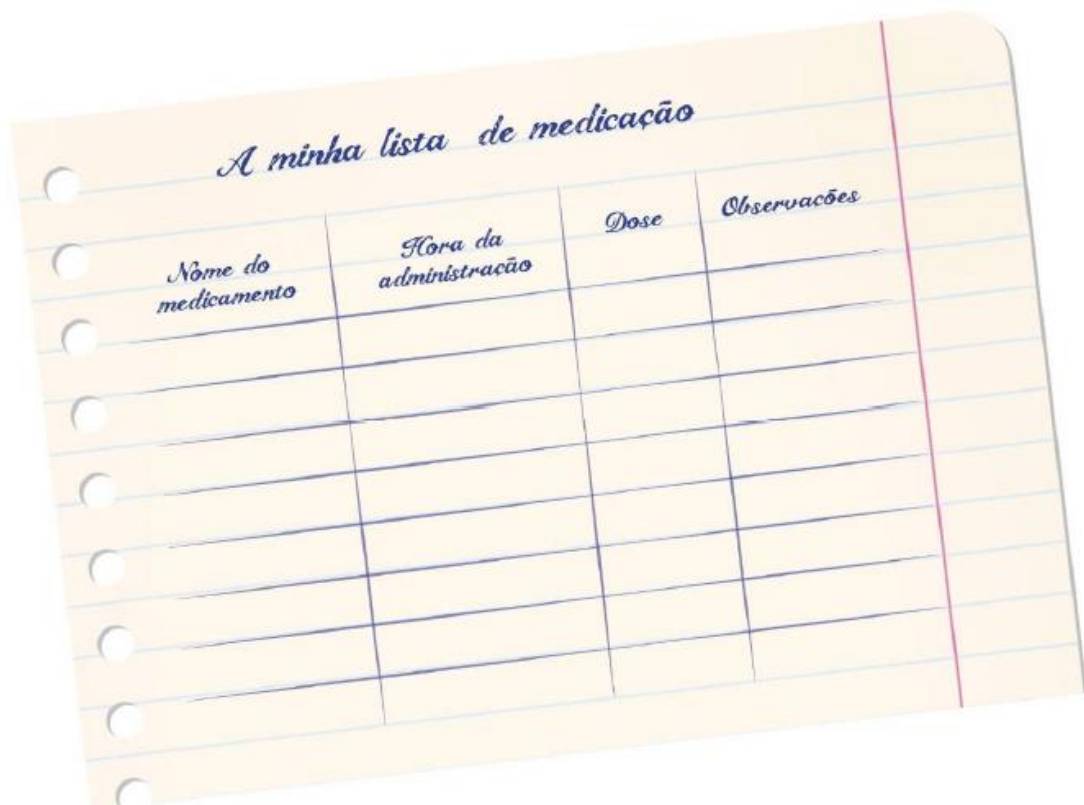 A minha lista de medicação
Nome do
medicamento
Hora da
administração
Dose
Observações